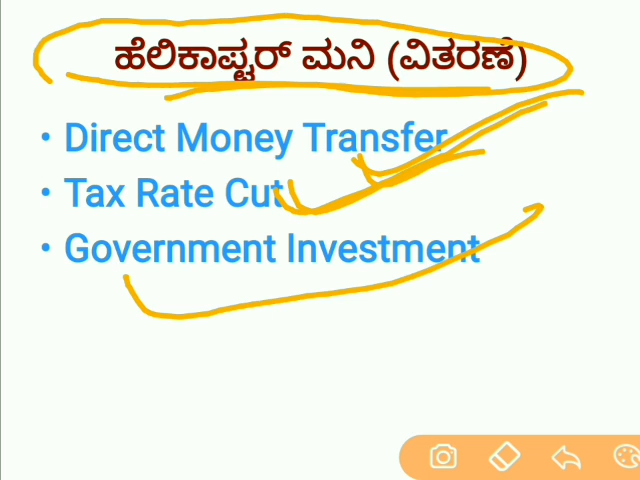 ಹೆಲಿಕಾಪ್ಟರ್ ಮನಿ (ವಿತರಣೆ)
• Direct Money Transfer
• Tax Rate Cut
• Government Investment